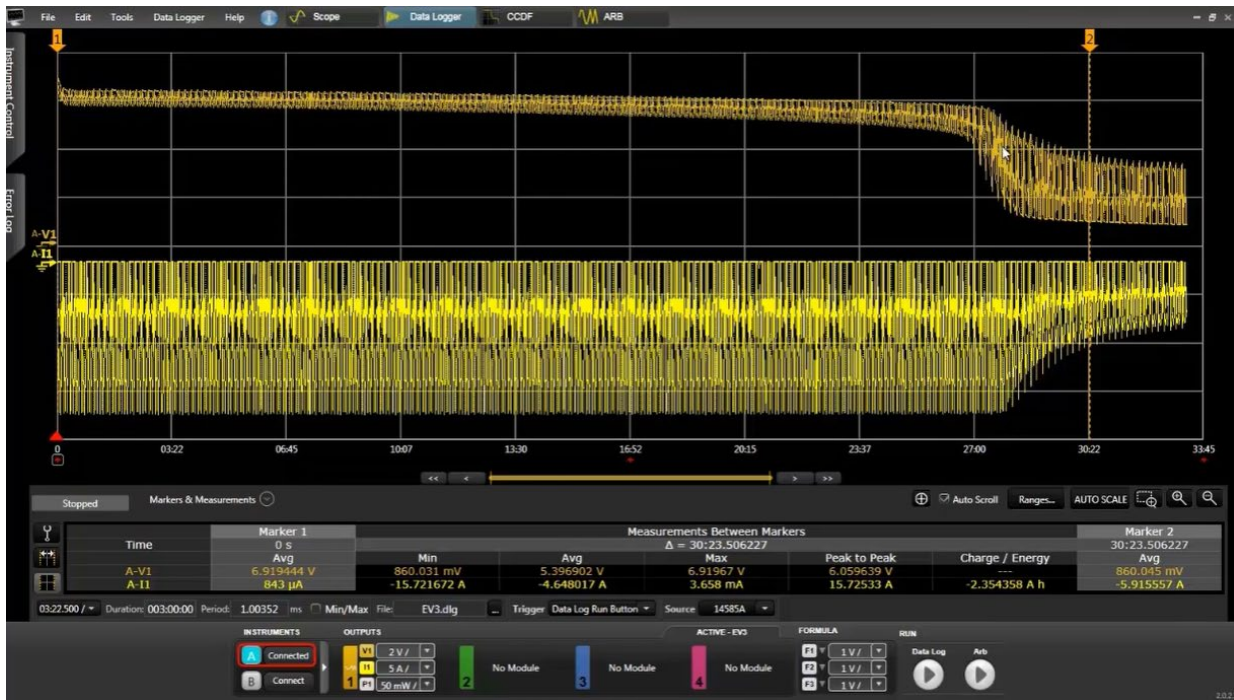 File Edit Tools Data Logger Help Scope Data Logger CCDF ARB
1 2
Instrument Control
Error Log
A-V1
A-I1
0 03:22 06:45 10:07 13:30 16:52 20:15 23:37 27:00 30:22 33:45
<< < > >>
Stopped Markers & Measurements Auto Scroll Ranges... AUTO SCALE
Marker 1 Measurements Between Markers Marker 2
Time 0 s Δ = 30:23.506227 30:23.506227
Avg Min Avg Max Peak to Peak Charge / Energy Avg
A-V1 6.919444 V 860.031 mV 5.396902 V 6.91967 V 6.059639 V --- 860.045 mV
A-I1 843 µA -15.721672 A -4.648017 A 3.658 mA 15.72533 A -2.354358 A h -5.915557 A
03:22.500 / Duration: 003:00:00 Period: 1.00352 ms Min/Max File: EV3.dlg ... Trigger Data Log Run Button Source 14585A
INSTRUMENTS OUTPUTS ACTIVE - EV3 FORMULA RUN
A Connected 1 V1 2 V/ 2 No Module 3 No Module 4 No Module F1 1 V/ Data Log Arb
I1 5 A/ F2 1 V/
B Connect P1 50 mW/ F3 1 V/
2.0.2